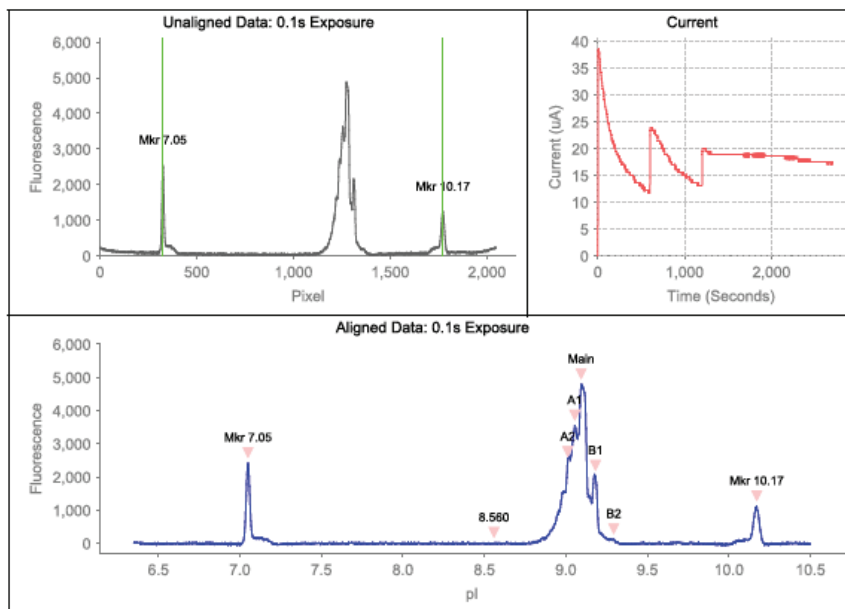 Unaligned Data: 0.1s Exposure
Fluorescence
6,000
5,000
4,000
3,000
2,000
1,000
0
Mkr 7.05
Mkr 10.17
0
500
1,000
1,500
2,000
Pixel
Current
Current (uA)
40
35
30
25
20
15
10
5
0
0
1,000
2,000
Time (Seconds)
Aligned Data: 0.1s Exposure
Fluorescence
6,000
5,000
4,000
3,000
2,000
1,000
0
Main
A1
A2
B1
Mkr 7.05
Mkr 10.17
8.560
B2
6.5
7.0
7.5
8.0
8.5
9.0
9.5
10.0
10.5
pI